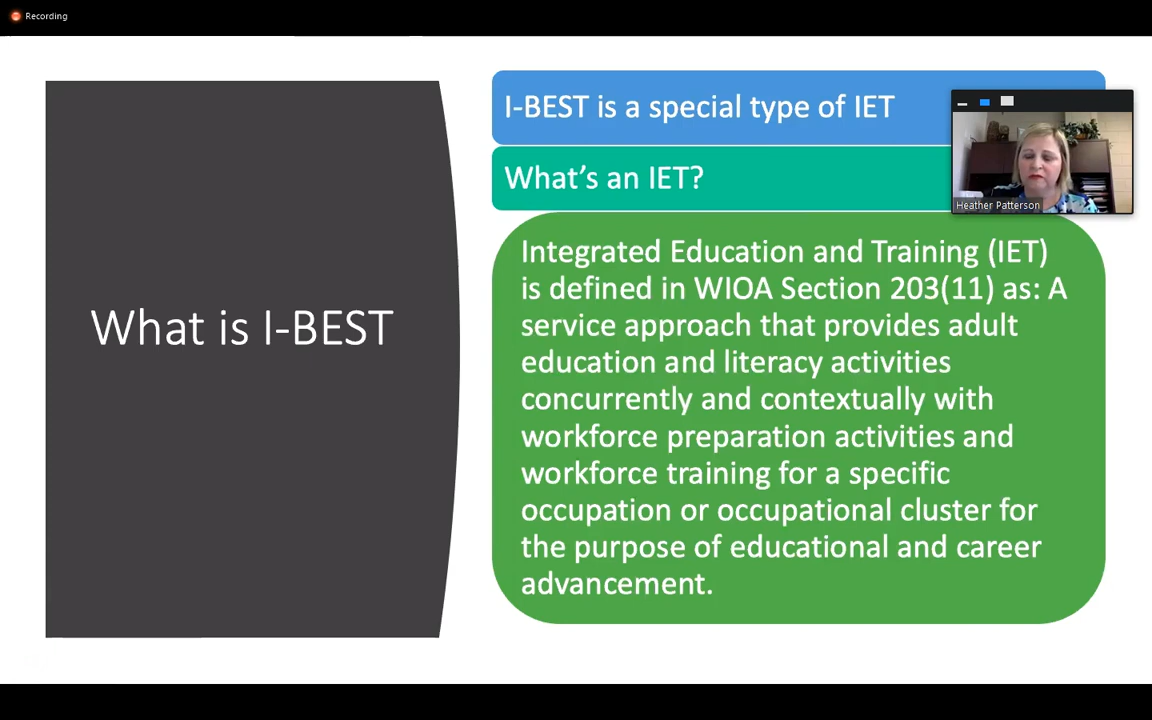 Recording
What is I-BEST
I-BEST is a special type of IET
What's an IET?
Heather Patterson
Integrated Education and Training (IET)
is defined in WIOA Section 203(11) as: A
service approach that provides adult
education and literacy activities
concurrently and contextually with
workforce preparation activities and
workforce training for a specific
occupation or occupational cluster for
the purpose of educational and career
advancement.